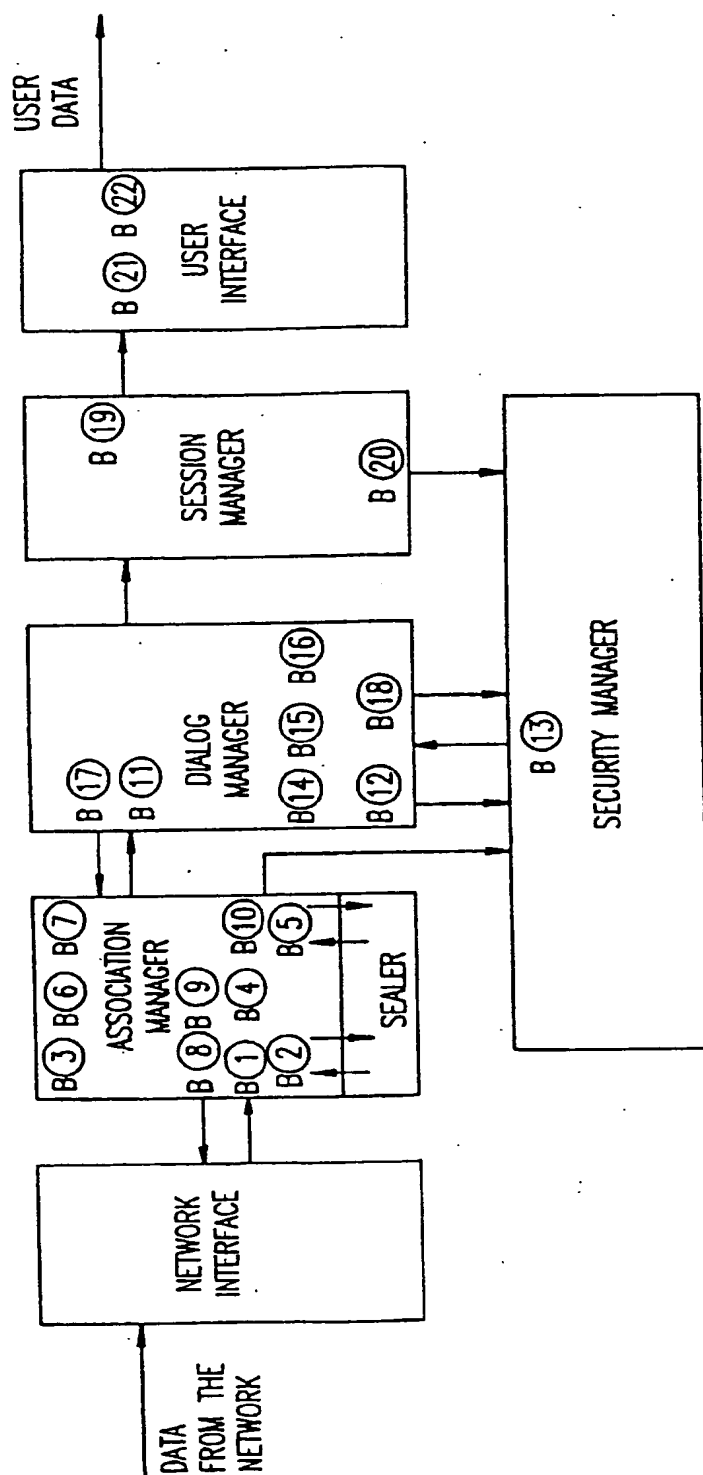 DATA
FROM THE
NETWORK
NETWORK
INTERFACE
B 3 B 6 B 7
ASSOCIATION
MANAGER
B 8 B 9
B 1 B 4 B 10
B 2 B 5
SEALER
B 17
B 11
DIALOG
MANAGER
B 14 B 15 B 16
B 12 B 18
B 19
SESSION
MANAGER
B 20
B 21 B 22
USER
INTERFACE
USER
DATA
B 13
SECURITY MANAGER